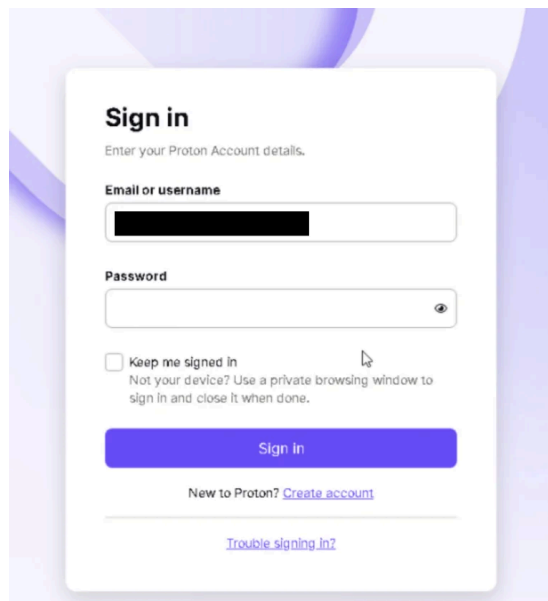 Sign in
Enter your Proton Account details.
Email or username
Password
Keep me signed in
Not your device? Use a private browsing window to
sign in and close it when done.
Sign in
New to Proton? Create account
Trouble signing in?